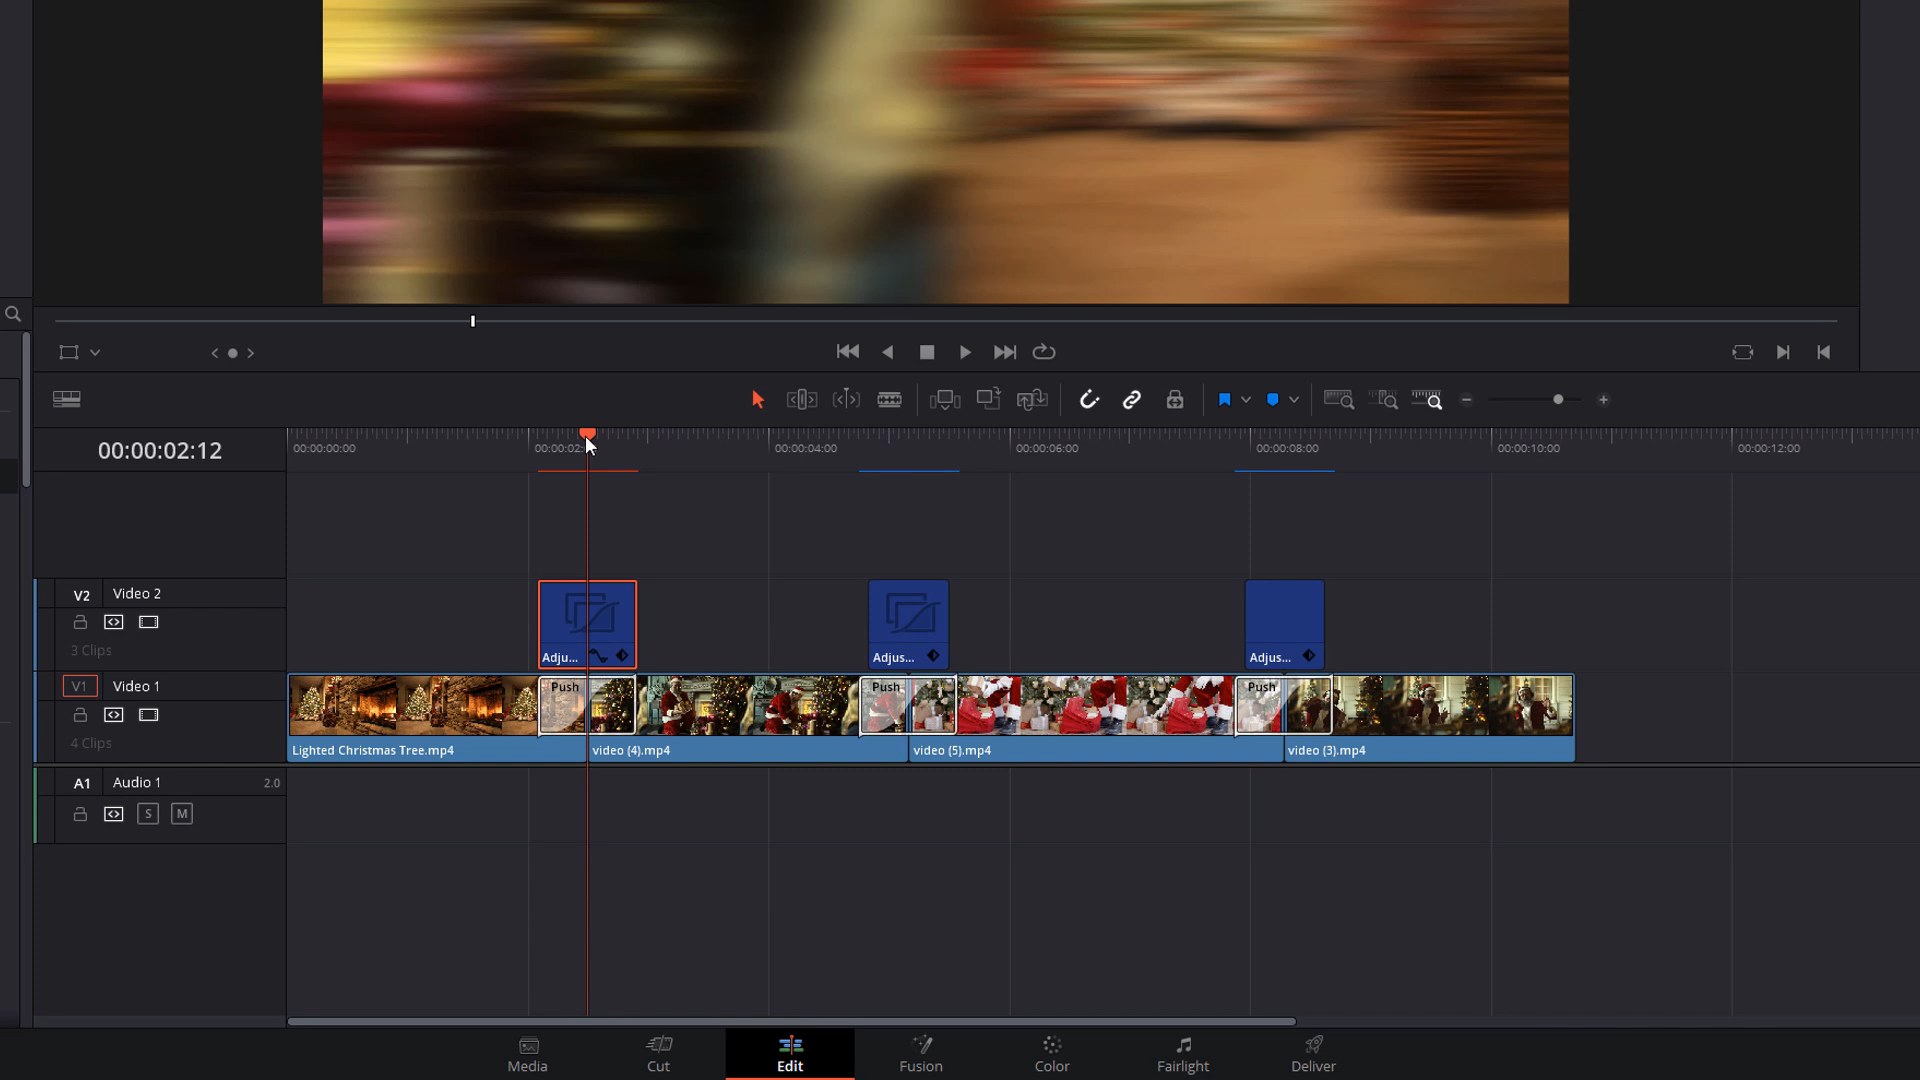 00:00:02:12
00:00:00:00
00:00:02:
00:00:04:00
00:00:06:00
00:00:08:00
00:00:10:00
00:00:12:00
V2 Video 2
3 Clips
Adju...
Adjus...
Adjus...
V1 Video 1
4 Clips
Push
Push
Push
Lighted Christmas Tree.mp4
video (4).mp4
video (5).mp4
video (3).mp4
A1 Audio 1 2.0
S M
Media
Cut
Edit
Fusion
Color
Fairlight
Deliver